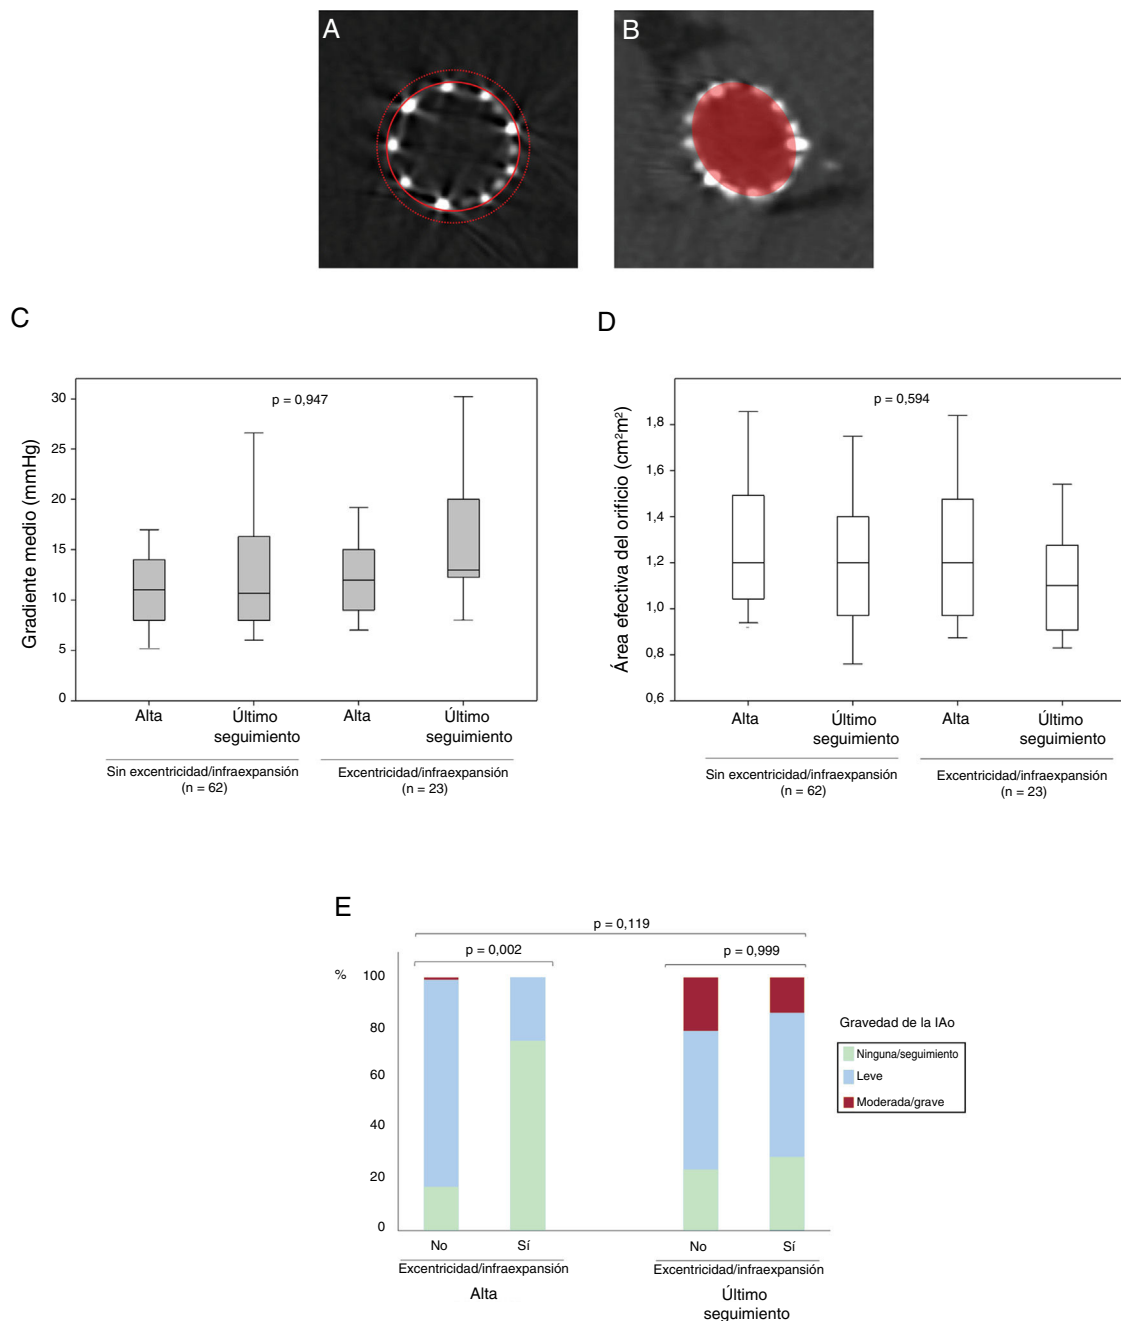 A
B
C
D
p = 0,947
Gradiente medio (mmHg)
30
25
20
15
10
5
0
Alta
Último
seguimiento
Alta
Último
seguimiento
Sin excentricidad/infraexpansión
(n = 62)
Excentricidad/infraexpansión
(n = 23)
p = 0,594
Área efectiva del orificio (cm²m²)
1,8
1,6
1,4
1,2
1,0
0,8
0,6
Alta
Último
seguimiento
Alta
Último
seguimiento
Sin excentricidad/infraexpansión
(n = 62)
Excentricidad/infraexpansión
(n = 23)
E
p = 0,119
p = 0,002
p = 0,999
%
100
80
60
40
20
0
No
Sí
No
Sí
Excentricidad/infraexpansión
Excentricidad/infraexpansión
Alta
Último
seguimiento
Gravedad de la IAo
Ninguna/seguimiento
Leve
Moderada/grave